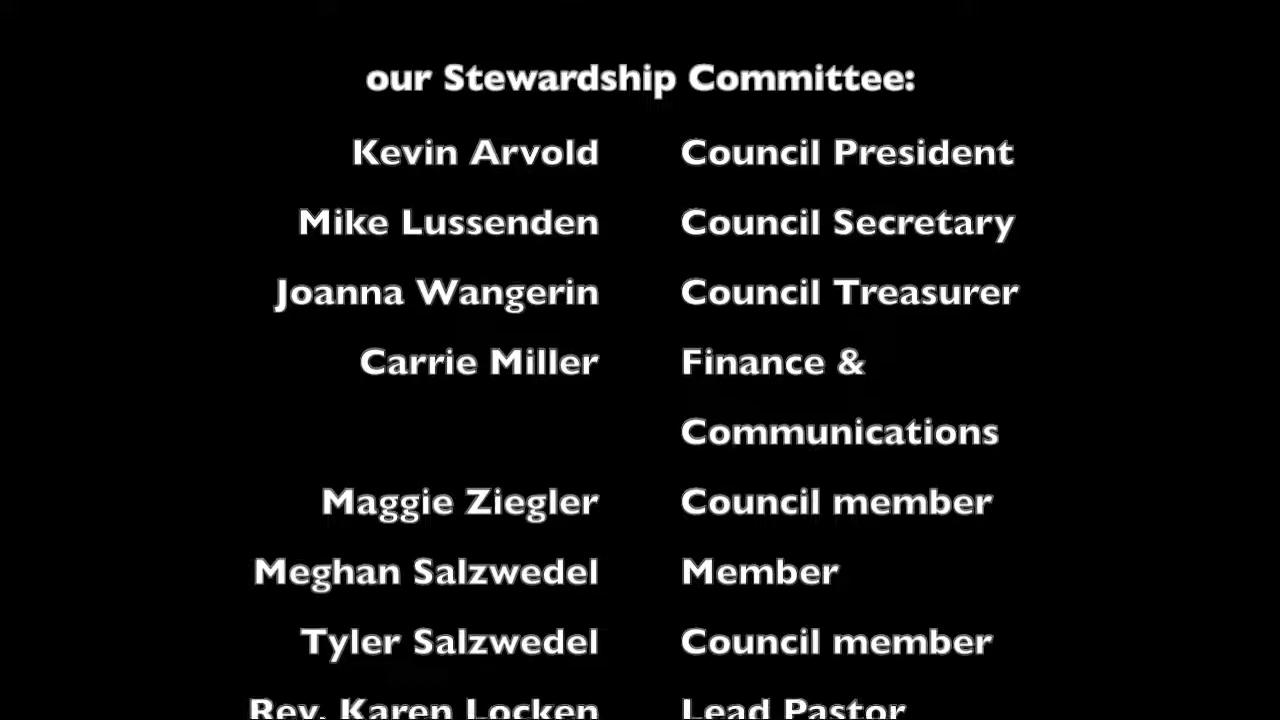 our Stewardship Committee:
Kevin Arvold Council President
Mike Lussenden Council Secretary
Joanna Wangerin Council Treasurer
Carrie Miller Finance &
Communications
Maggie Ziegler Council member
Meghan Salzwedel Member
Tyler Salzwedel Council member
Rev. Karen Locken Lead Pastor